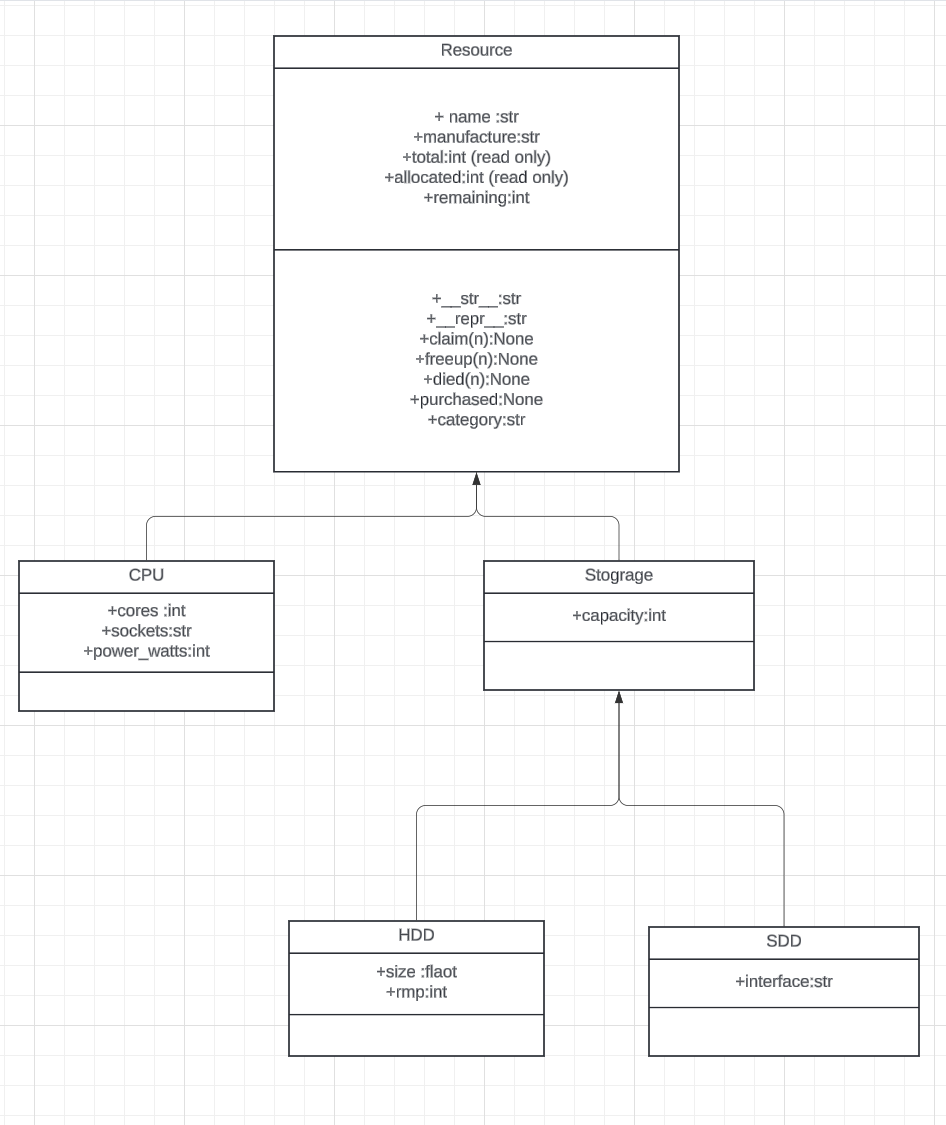 Resource
+ name :str
+manufacture:str
+total:int (read only)
+allocated:int (read only)
+remaining:int
+__str__:str
+__repr__:str
+claim(n):None
+freeup(n):None
+died(n):None
+purchased:None
+category:str
CPU
+cores :int
+sockets:str
+power_watts:int
Stograge
+capacity:int
HDD
+size :flaot
+rmp:int
SDD
+interface:str